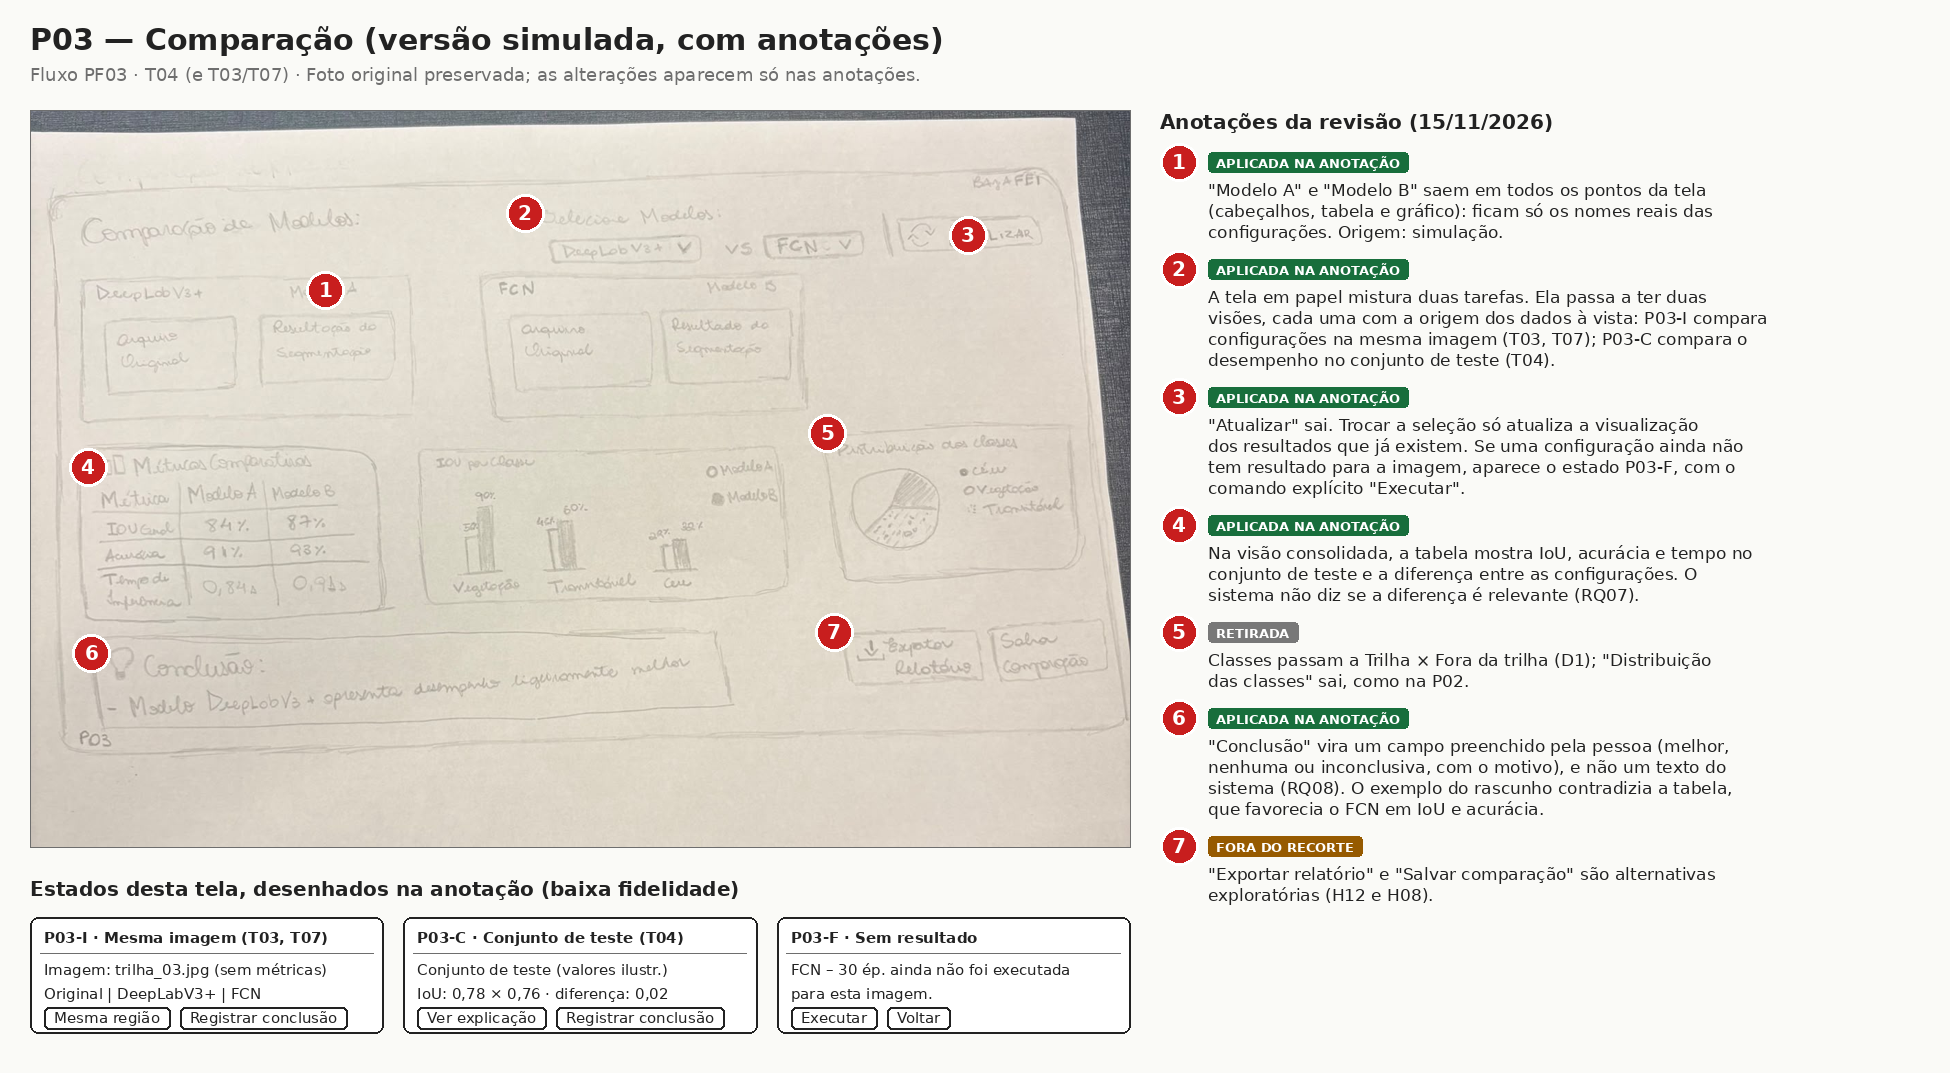 P03 — Comparação (versão simulada, com anotações)
Fluxo PF03 · T04 (e T03/T07) · Foto original preservada; as alterações aparecem só nas anotações.
BajaFEI
Comparação de Modelos:
2
Selecione Modelos:
DeepLabV3+ V
VS
FCN - V
3
LIZAR
DeepLabV3+
1
A
FCN
Modelo B
Arquivo
Original
Resultado do
Segmentação
Arquivo
Original
Resultado do
Segmentação
4
Métricas Comparativas
Métrica
Modelo A
Modelo B
IOU Geral
84%
87%
Acurácia
91%
93%
Tempo de
Inferência
0,84s
IOU por classe
Modelo A
Modelo B
90%
60%
Vegetação
Transitável
Céu
5
Distribuição das classes
Céu
Vegetação
Transitável
6
Conclusão:
- Modelo DeepLabV3+ apresenta desempenho ligeiramente melhor
7
Exportar
Relatório
Salvar
Comparação
P03
Anotações da revisão (15/11/2026)
1 APLICADA NA ANOTAÇÃO
"Modelo A" e "Modelo B" saem em todos os pontos da tela
(cabeçalhos, tabela e gráfico): ficam só os nomes reais das
configurações. Origem: simulação.
2 APLICADA NA ANOTAÇÃO
A tela em papel mistura duas tarefas. Ela passa a ter duas
visões, cada uma com a origem dos dados à vista: P03-I compara
configurações na mesma imagem (T03, T07); P03-C compara o
desempenho no conjunto de teste (T04).
3 APLICADA NA ANOTAÇÃO
"Atualizar" sai. Trocar a seleção só atualiza a visualização
dos resultados que já existem. Se uma configuração ainda não
tem resultado para a imagem, aparece o estado P03-F, com o
comando explícito "Executar".
4 APLICADA NA ANOTAÇÃO
Na visão consolidada, a tabela mostra IoU, acurácia e tempo no
conjunto de teste e a diferença entre as configurações. O
sistema não diz se a diferença é relevante (RQ07).
5 RETIRADA
Classes passam a Trilha × Fora da trilha (D1); "Distribuição
das classes" sai, como na P02.
6 APLICADA NA ANOTAÇÃO
"Conclusão" vira um campo preenchido pela pessoa (melhor,
nenhuma ou inconclusiva, com o motivo), e não um texto do
sistema (RQ08). O exemplo do rascunho contradizia a tabela,
que favorecia o FCN em IoU e acurácia.
7 FORA DO RECORTE
"Exportar relatório" e "Salvar comparação" são alternativas
exploratórias (H12 e H08).
Estados desta tela, desenhados na anotação (baixa fidelidade)
P03-I · Mesma imagem (T03, T07)
Imagem: trilha_03.jpg (sem métricas)
Original | DeepLabV3+ | FCN
Mesma região
Registrar conclusão
P03-C · Conjunto de teste (T04)
Conjunto de teste (valores ilustr.)
IoU: 0,78 × 0,76 · diferença: 0,02
Ver explicação
Registrar conclusão
P03-F · Sem resultado
FCN – 30 ép. ainda não foi executada
para esta imagem.
Executar
Voltar